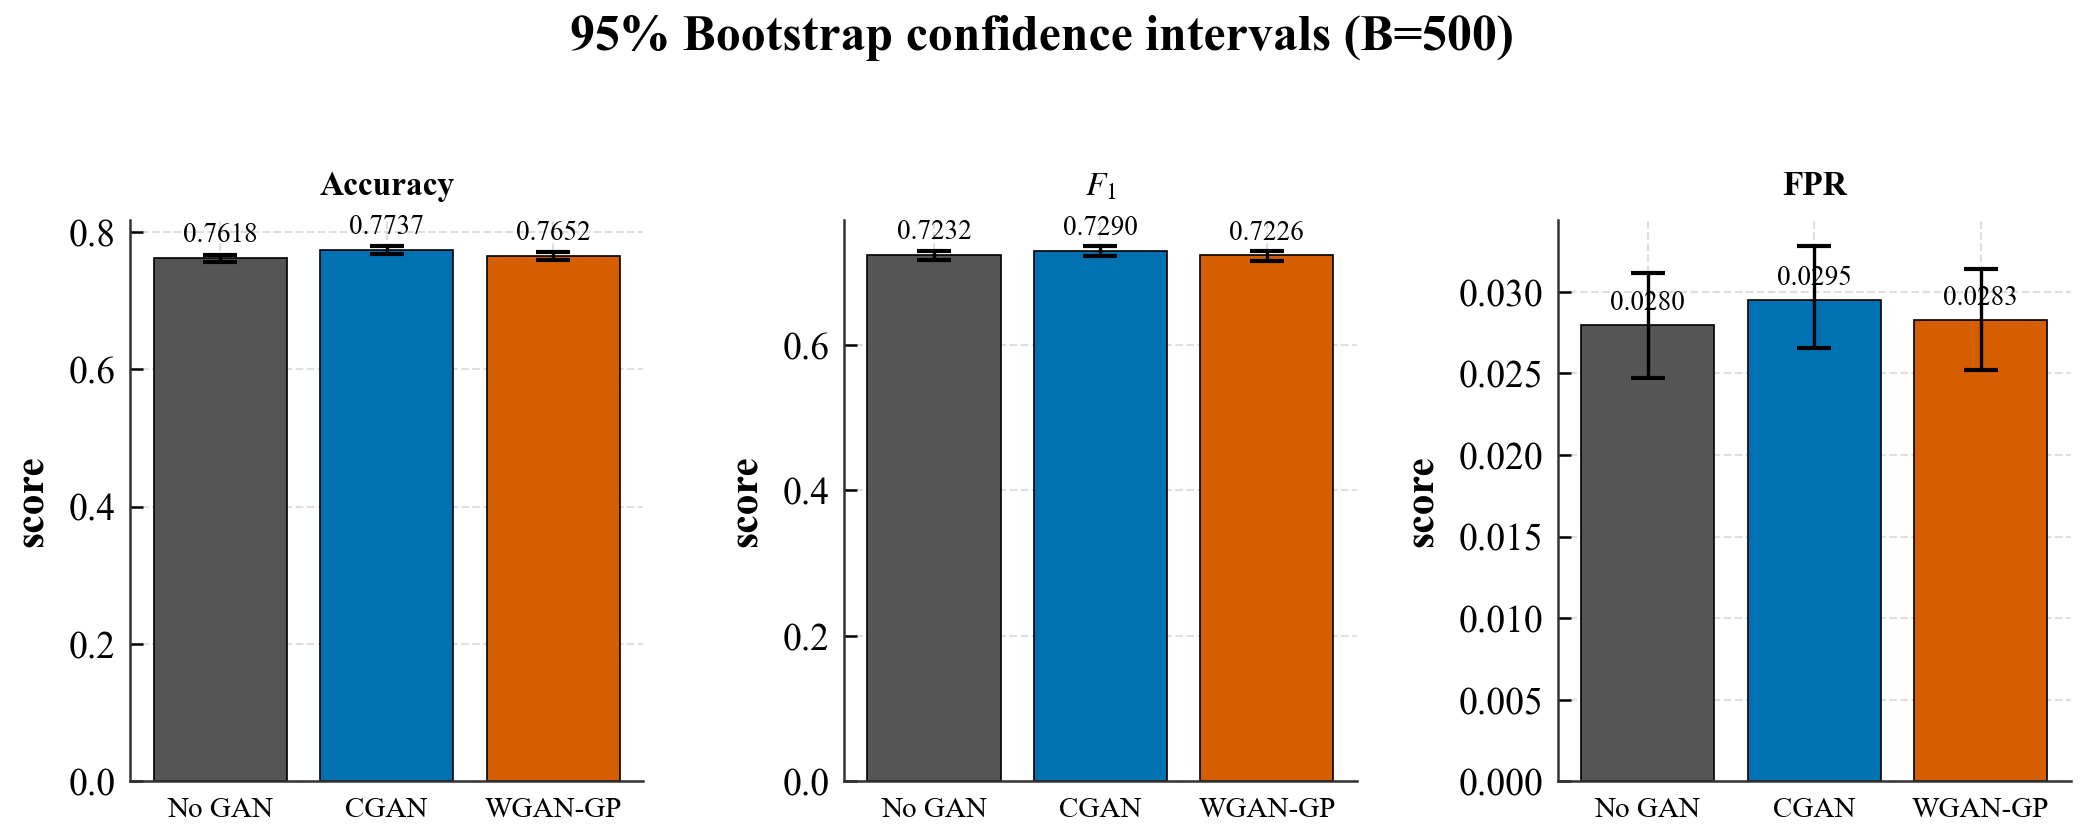 95% Bootstrap confidence intervals (B=500)
Accuracy
0.8
0.6
0.4
0.2
0.0
score
0.7618
0.7737
0.7652
No GAN
CGAN
WGAN-GP
F1
0.6
0.4
0.2
0.0
score
0.7232
0.7290
0.7226
No GAN
CGAN
WGAN-GP
FPR
0.030
0.025
0.020
0.015
0.010
0.005
0.000
score
0.0280
0.0295
0.0283
No GAN
CGAN
WGAN-GP